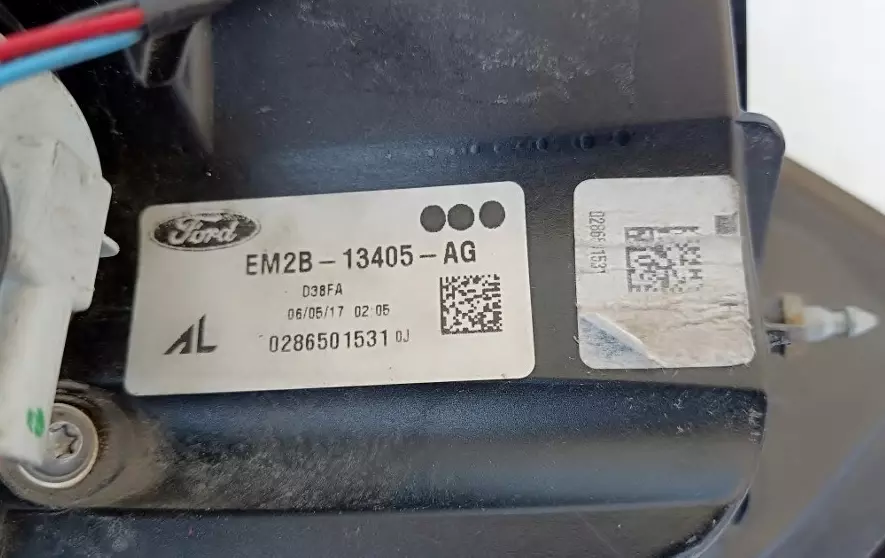 Ford
EM2B-13405-AG
D38FA
06/05/17 02:05
AL
0286501531 0J